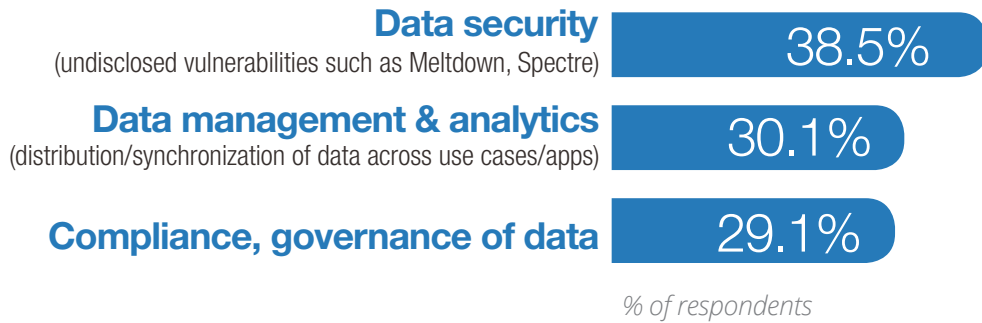 Data security
(undisclosed vulnerabilities such as Meltdown, Spectre)
38.5%
Data management & analytics
(distribution/synchronization of data across use cases/apps)
30.1%
Compliance, governance of data
29.1%
% of respondents